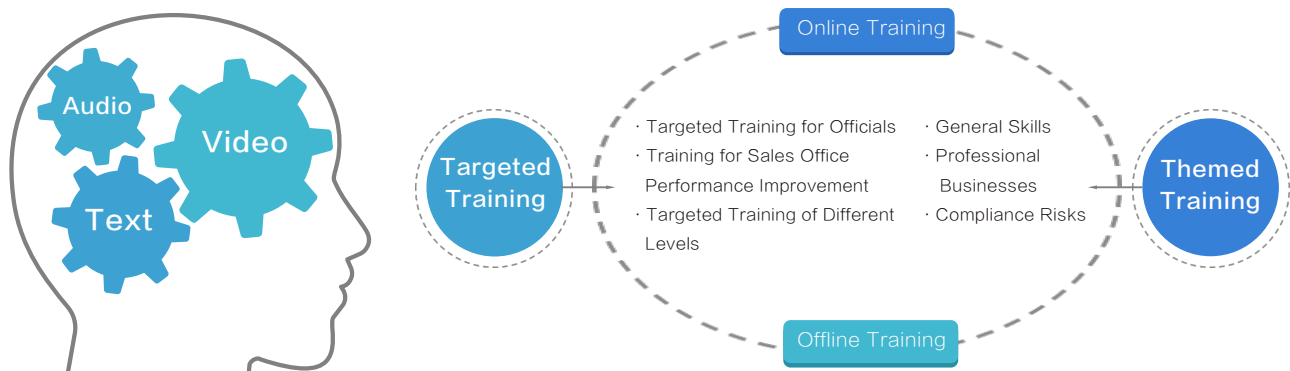 Audio
Video
Text
Online Training
Targeted
Training
· Targeted Training for Officials
· Training for Sales Office
Performance Improvement
· Targeted Training of Different
Levels
· General Skills
· Professional
Businesses
· Compliance Risks
Themed
Training
Offline Training